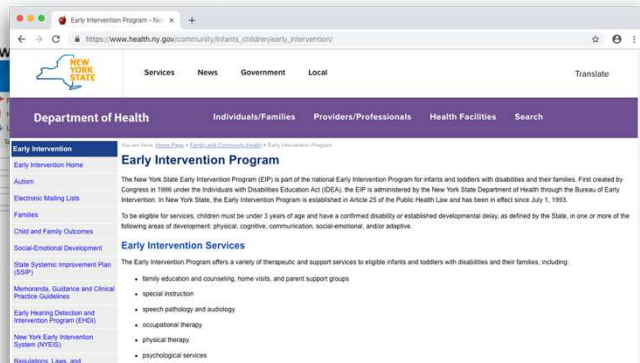 Early Intervention Program - Ne
https://www.health.ny.gov/community/infants_children/early_intervention/
NEW
YORK
STATE
Services News Government Local
Translate
Department of Health
Individuals/Families Providers/Professionals Health Facilities Search
Early Intervention
Early Intervention Home
Autism
Electronic Mailing Lists
Families
Child and Family Outcomes
Social-Emotional Development
State Systemic Improvement Plan
(SSIP)
Memoranda, Guidance and Clinical
Practice Guidelines
Early Hearing Detection and
Intervention Program (EHDI)
New York Early Intervention
System (NYEIS)
Regulations, Laws, and
You are Here: Home Page > Family and Community Health > Early Intervention Program
Early Intervention Program
The New York State Early Intervention Program (EIP) is part of the national Early Intervention Program for infants and toddlers with disabilities and their families. First created by
Congress in 1986 under the Individuals with Disabilities Education Act (IDEA), the EIP is administered by the New York State Department of Health through the Bureau of Early
Intervention. In New York State, the Early Intervention Program is established in Article 25 of the Public Health Law and has been in effect since July 1, 1993.
To be eligible for services, children must be under 3 years of age and have a confirmed disability or established developmental delay, as defined by the State, in one or more of the
following areas of development: physical, cognitive, communication, social-emotional, and/or adaptive.
Early Intervention Services
The Early Intervention Program offers a variety of therapeutic and support services to eligible infants and toddlers with disabilities and their families, including:
• family education and counseling, home visits, and parent support groups
• special instruction
• speech pathology and audiology
• occupational therapy
• physical therapy
• psychological services